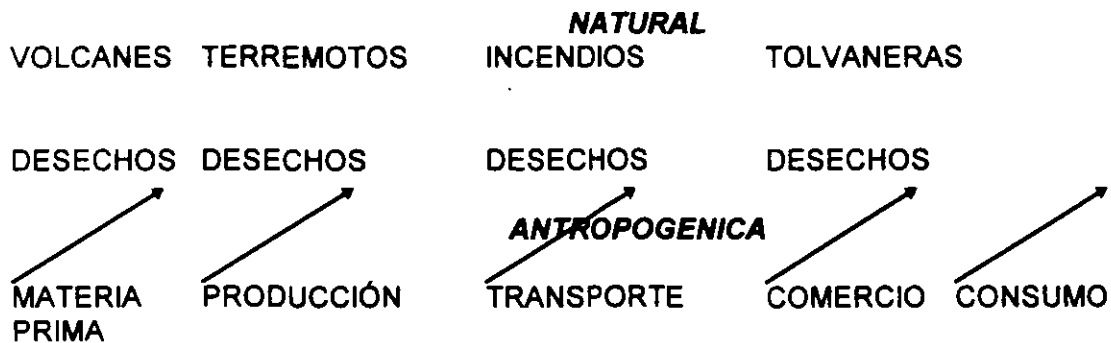 NATURAL
VOLCANES TERREMOTOS INCENDIOS TOLVANERAS
DESECHOS DESECHOS DESECHOS DESECHOS
ANTROPOGENICA
MATERIA PRODUCCIÓN TRANSPORTE COMERCIO CONSUMO
PRIMA